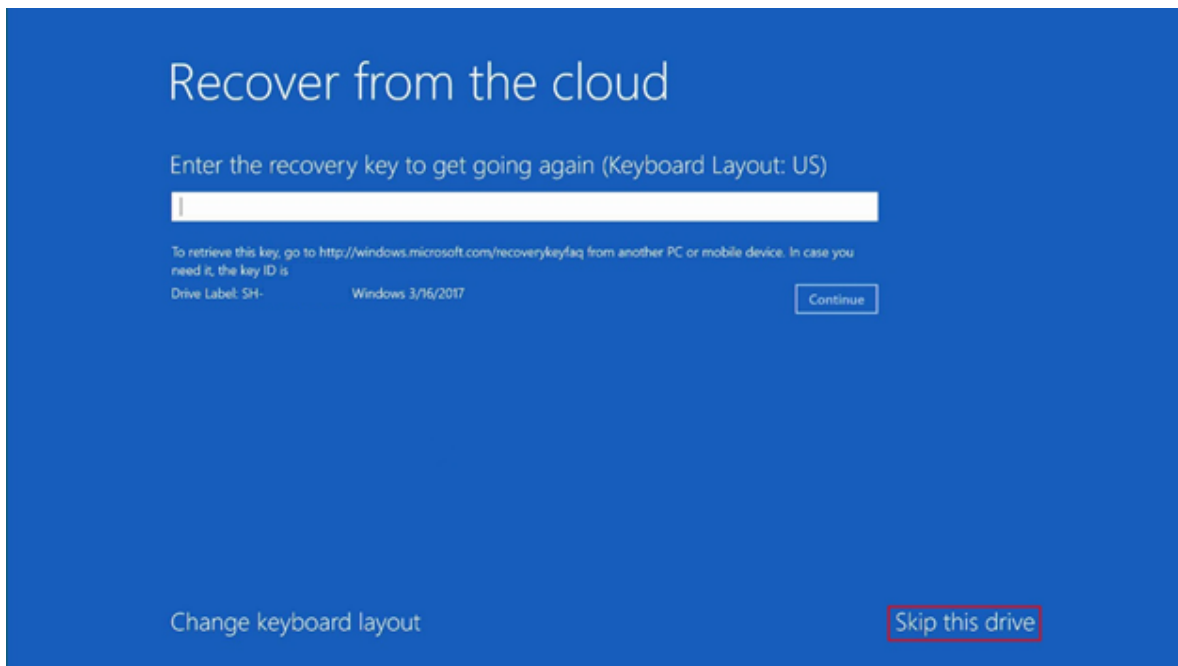 Recover from the cloud
Enter the recovery key to get going again (Keyboard Layout: US)
To retrieve this key, go to http://windows.microsoft.com/recoverykeyfaq from another PC or mobile device. In case you
need it, the key ID is
Drive Label: SH- Windows 3/16/2017
Continue
Change keyboard layout
Skip this drive